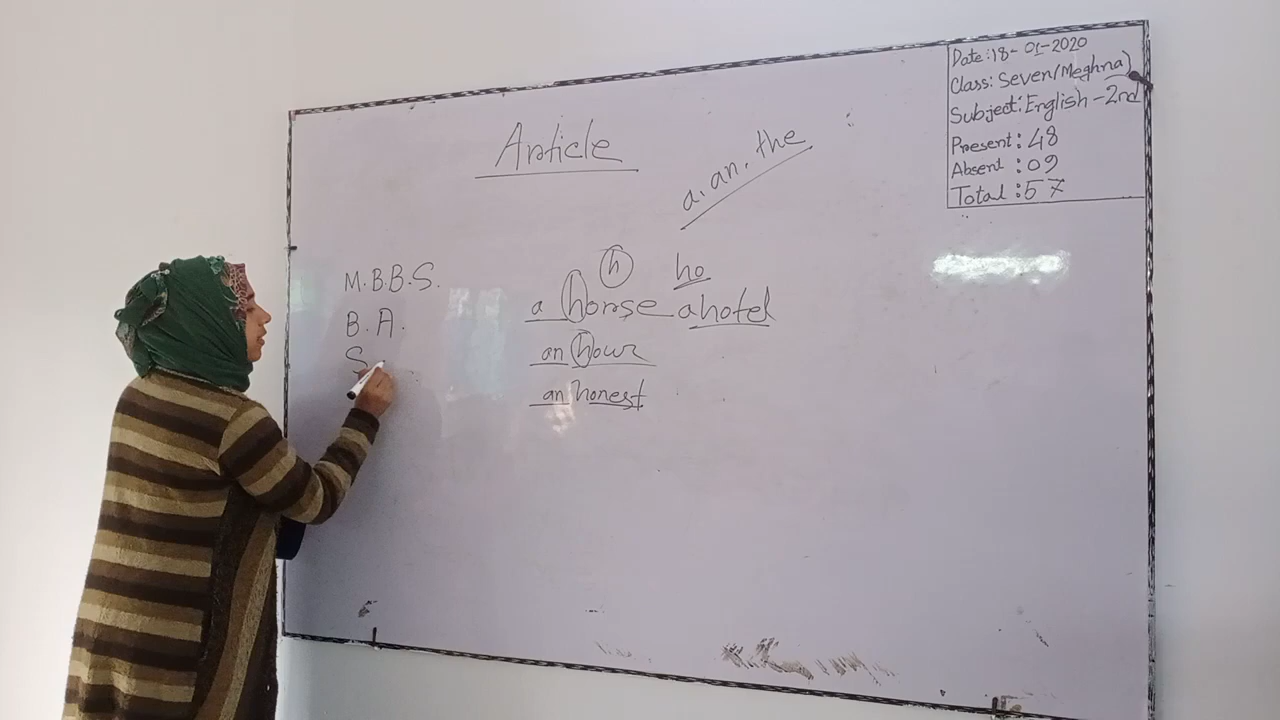 Date: 18-01-2020
Class: Seven (Meghna)
Subject: English - 2nd
Present: 48
Absent: 09
Total: 57
Article
a, an, the
M.B.B.S.
B.A.
S
h
ho
a horse a hotel
an hour
an honest